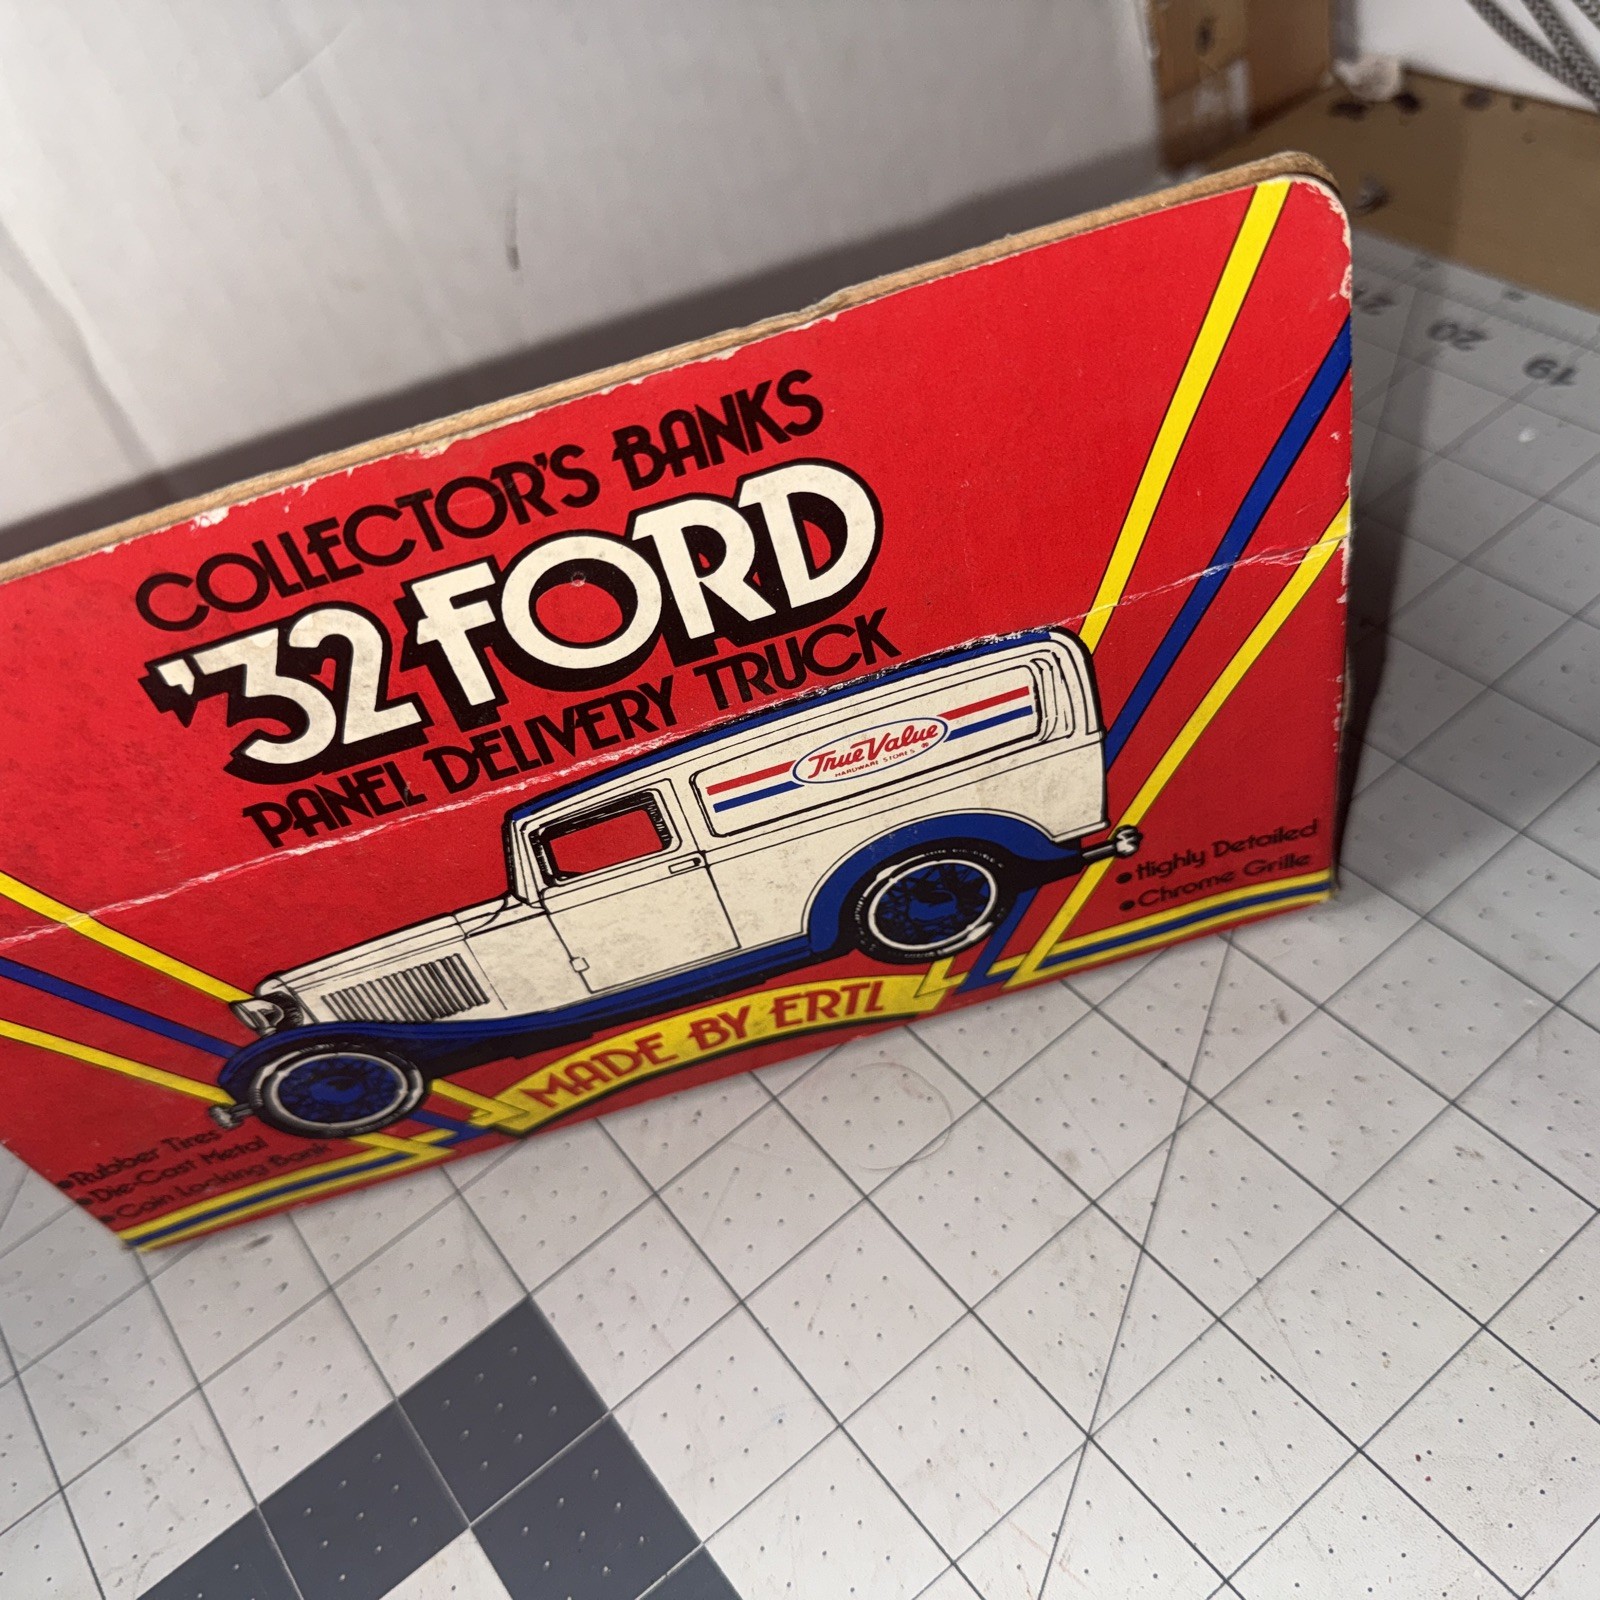 COLLECTOR'S BANKS
'32 FORD
PANEL DELIVERY TRUCK
True Value
HARDWARE STORES ®
• Highly Detailed
• Chrome Grille
MADE BY ERTL
• Rubber Tires
• Die-Cast Metal
• Coin Locking Bank
20
19